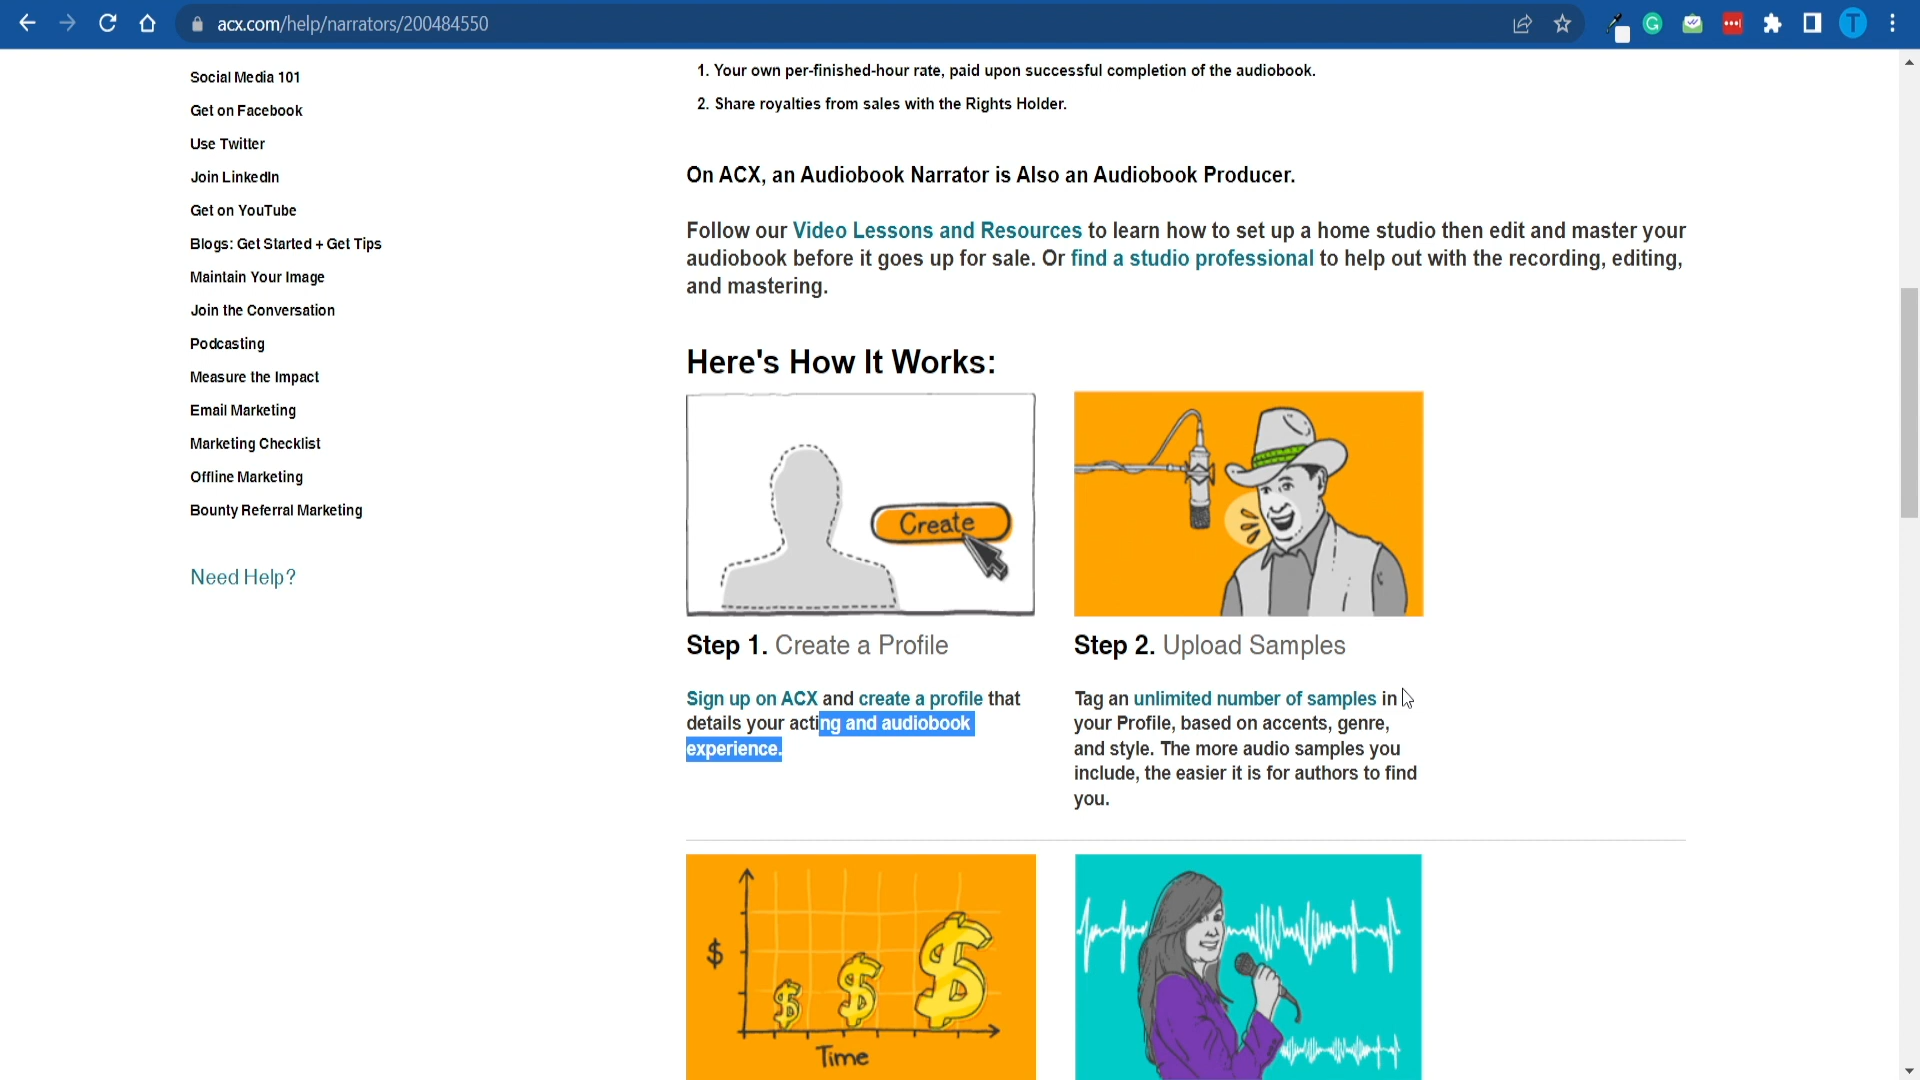 acx.com/help/narrators/200484550
T
Social Media 101
Get on Facebook
Use Twitter
Join LinkedIn
Get on YouTube
Blogs: Get Started + Get Tips
Maintain Your Image
Join the Conversation
Podcasting
Measure the Impact
Email Marketing
Marketing Checklist
Offline Marketing
Bounty Referral Marketing
Need Help?
1. Your own per-finished-hour rate, paid upon successful completion of the audiobook.
2. Share royalties from sales with the Rights Holder.
On ACX, an Audiobook Narrator is Also an Audiobook Producer.
Follow our Video Lessons and Resources to learn how to set up a home studio then edit and master your
audiobook before it goes up for sale. Or find a studio professional to help out with the recording, editing,
and mastering.
Here's How It Works:
Create
Step 1. Create a Profile
Sign up on ACX and create a profile that
details your acting and audiobook
experience.
Step 2. Upload Samples
Tag an unlimited number of samples in
your Profile, based on accents, genre,
and style. The more audio samples you
include, the easier it is for authors to find
you.
$
$ $ $
Time